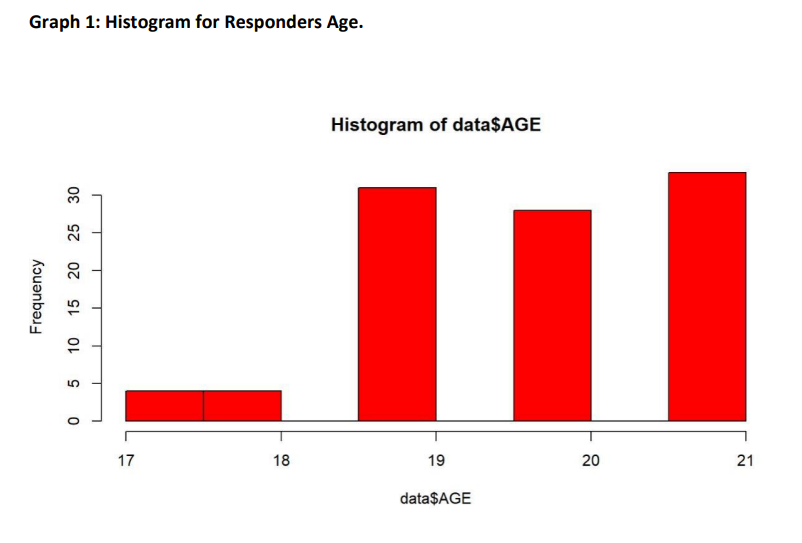 Graph 1: Histogram for Responders Age.
Histogram of data$AGE
Frequency
30
25
20
15
10
5
0
17 18 19 20 21
data$AGE